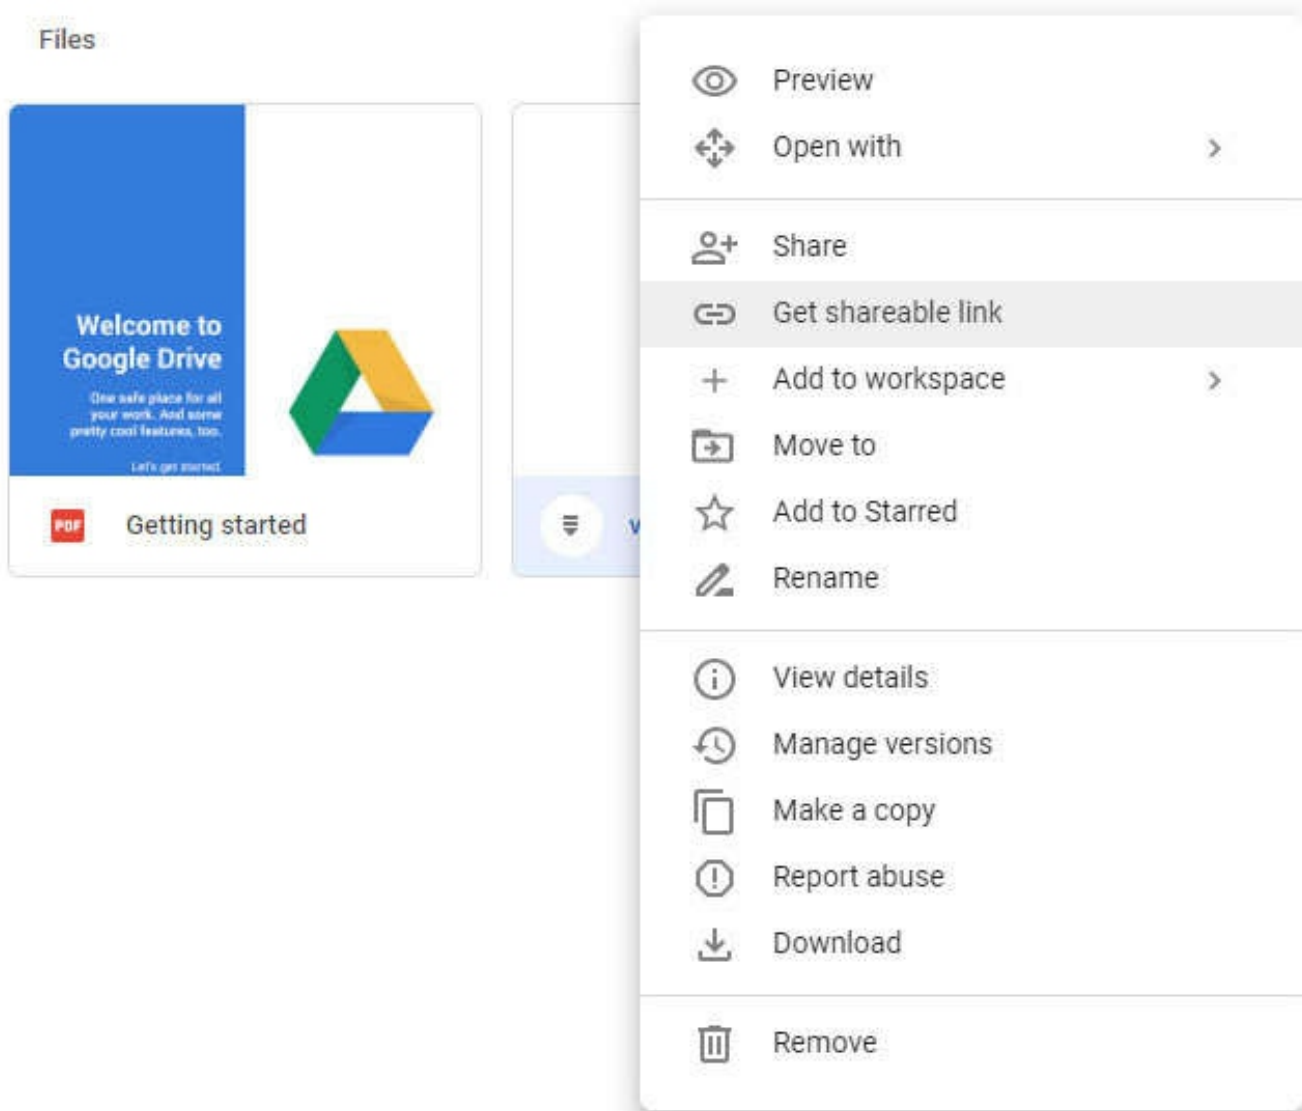 Files
Welcome to
Google Drive
One safe place for all
your work. And some
pretty cool features, too.
Let's get started.
PDF
Getting started
v
Preview
Open with
Share
Get shareable link
Add to workspace
Move to
Add to Starred
Rename
View details
Manage versions
Make a copy
Report abuse
Download
Remove